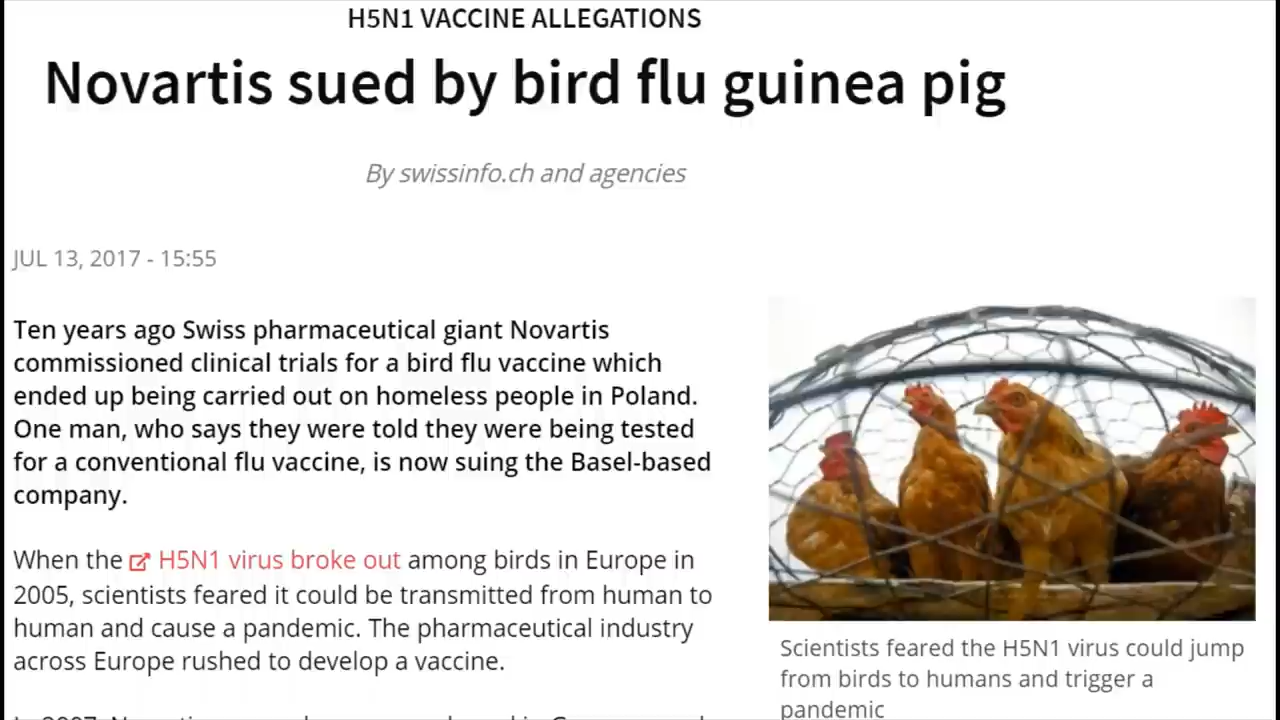 H5N1 VACCINE ALLEGATIONS
Novartis sued by bird flu guinea pig
By swissinfo.ch and agencies
JUL 13, 2017 - 15:55
Ten years ago Swiss pharmaceutical giant Novartis
commissioned clinical trials for a bird flu vaccine which
ended up being carried out on homeless people in Poland.
One man, who says they were told they were being tested
for a conventional flu vaccine, is now suing the Basel-based
company.
When the H5N1 virus broke out among birds in Europe in
2005, scientists feared it could be transmitted from human to
human and cause a pandemic. The pharmaceutical industry
across Europe rushed to develop a vaccine.
Scientists feared the H5N1 virus could jump
from birds to humans and trigger a
pandemic